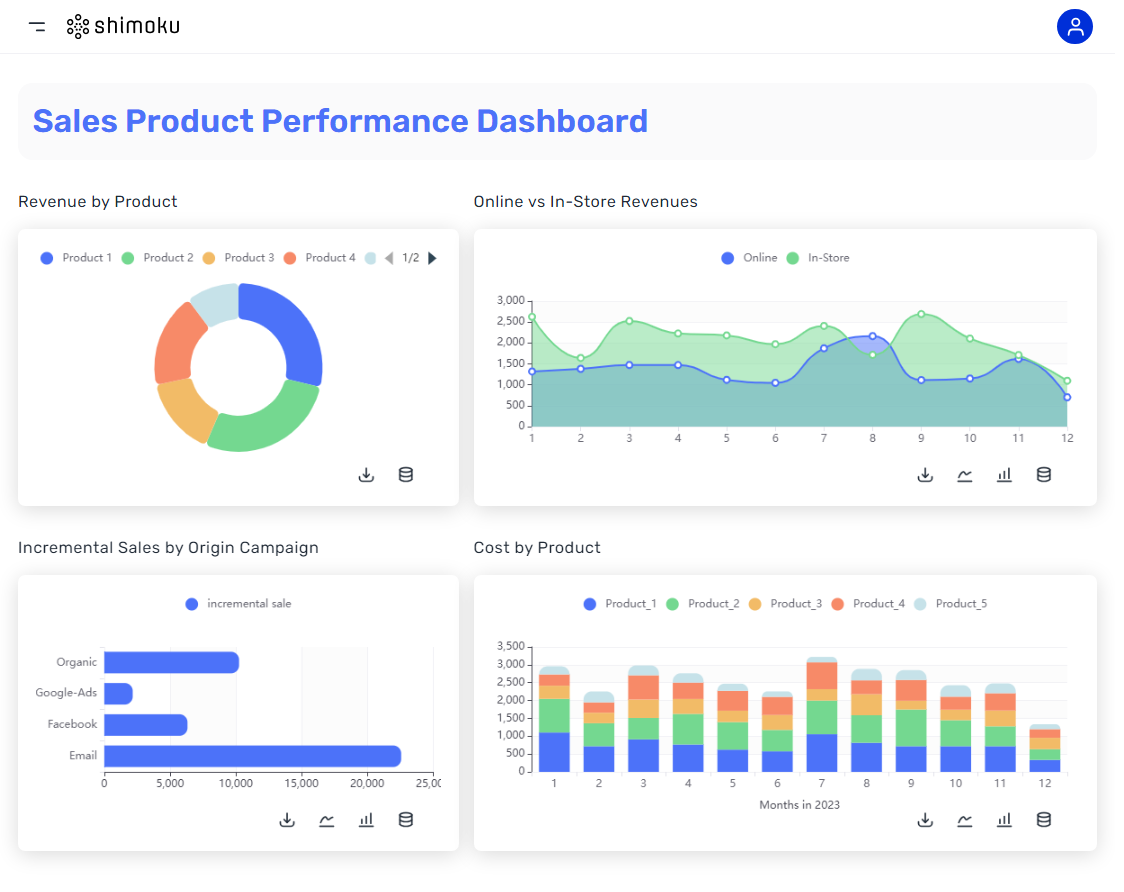 shimoku
Sales Product Performance Dashboard
Revenue by Product
Product 1 Product 2 Product 3 Product 4 1/2
Online vs In-Store Revenues
Online In-Store
3,000
2,500
2,000
1,500
1,000
500
0
1 2 3 4 5 6 7 8 9 10 11 12
Incremental Sales by Origin Campaign
incremental sale
Organic
Google-Ads
Facebook
Email
0 5,000 10,000 15,000 20,000 25,00
Cost by Product
Product_1 Product_2 Product_3 Product_4 Product_5
3,500
3,000
2,500
2,000
1,500
1,000
500
0
1 2 3 4 5 6 7 8 9 10 11 12
Months in 2023